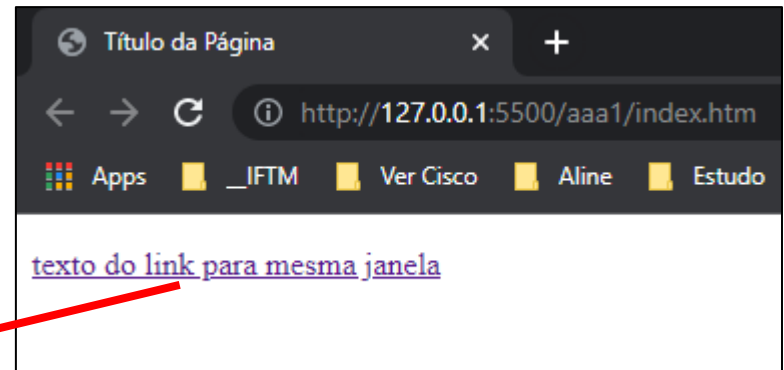 Título da Página
http://127.0.0.1:5500/aaa1/index.htm
Apps __IFTM Ver Cisco Aline Estudo
texto do link para mesma janela